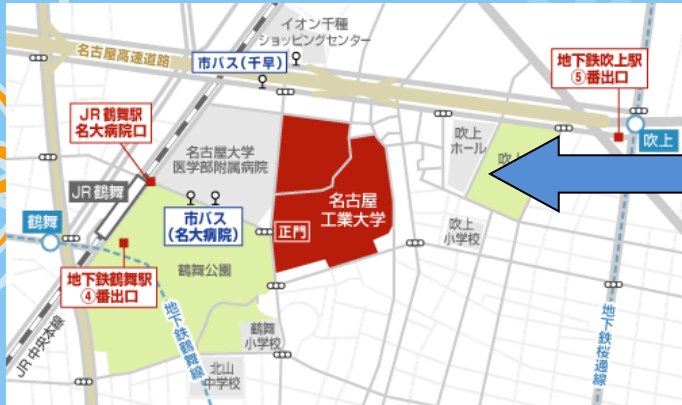 イオン千種
ショッピングセンター
名古屋高速道路
市バス(千早)
地下鉄吹上駅
⑤番出口
JR鶴舞駅
名大病院口
名古屋大学
医学部附属病院
吹上
ホール
吹上
吹上
JR鶴舞
名古屋
工業大学
市バス
(名大病院)
正門
吹上
小学校
鶴舞
地下鉄鶴舞駅
④番出口
鶴舞公園
地下鉄鶴舞線
地下鉄桜通線
JR中央本線
鶴舞
小学校
北山
中学校